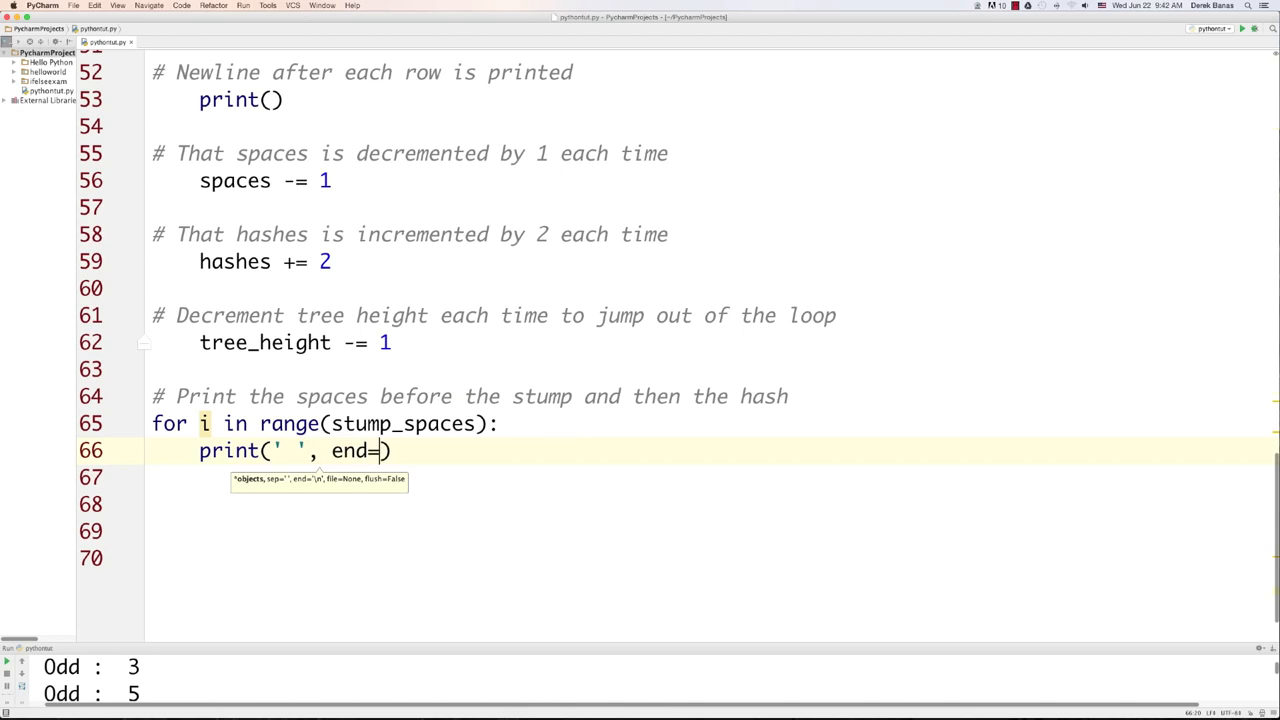 PyCharm File Edit View Navigate Code Refactor Run Tools VCS Window Help 10 Wed Jun 22 9:42 AM Derek Banas
pythontut.py - PycharmProjects - [~/PycharmProjects]
PycharmProjects pythontut.py pythontut
pythontut.py
PycharmProject
Hello Python
helloworld
ifelseexam
pythontut.py
External Librarie
51
52 # Newline after each row is printed
53 print()
54
55 # That spaces is decremented by 1 each time
56 spaces -= 1
57
58 # That hashes is incremented by 2 each time
59 hashes += 2
60
61 # Decrement tree height each time to jump out of the loop
62 tree_height -= 1
63
64 # Print the spaces before the stump and then the hash
65 for i in range(stump_spaces):
66 print(' ', end=)
*objects, sep=' ', end='\n', file=None, flush=False
67
68
69
70
Run pythontut
Odd : 3
Odd : 5
66:20 LF‡ UTF-8‡